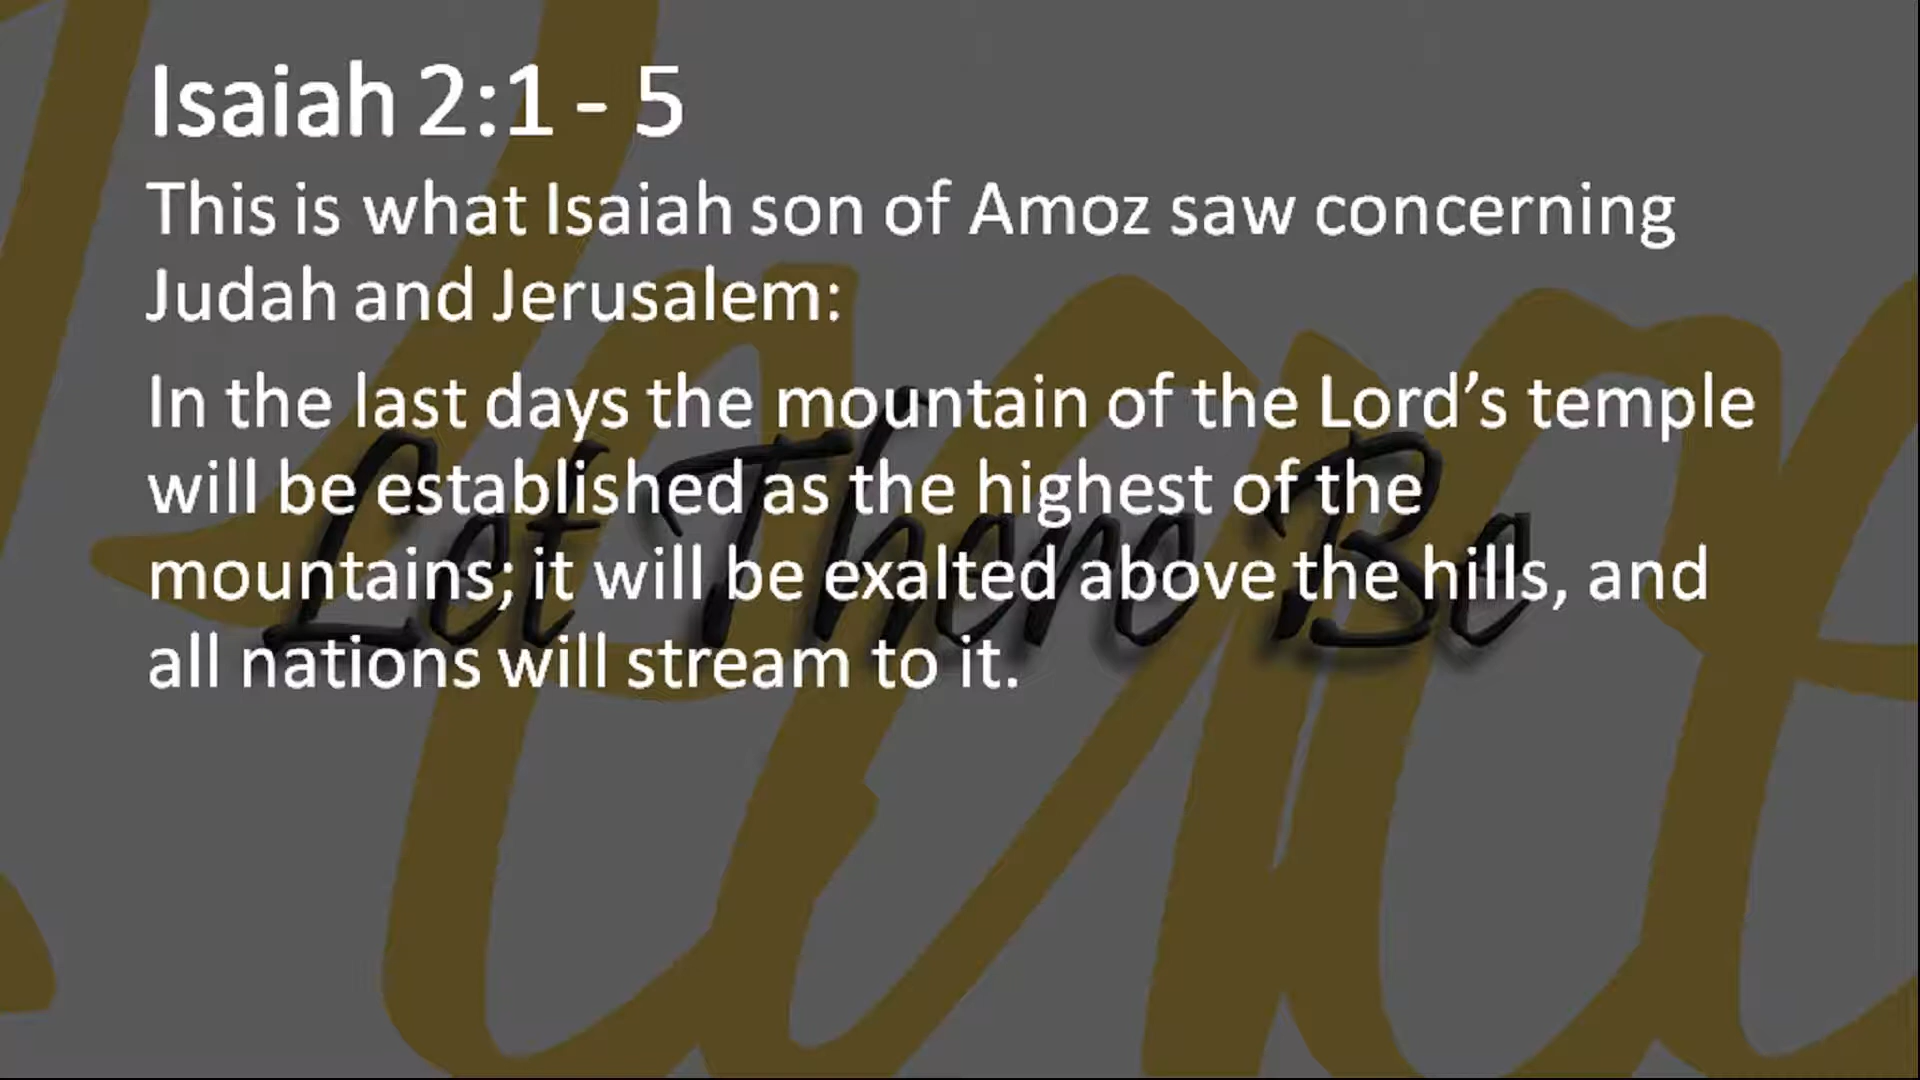 Isaiah 2:1 - 5
This is what Isaiah son of Amoz saw concerning
Judah and Jerusalem:
In the last days the mountain of the Lord’s temple
will be established as the highest of the
mountains; it will be exalted above the hills, and
all nations will stream to it.
Let There Be